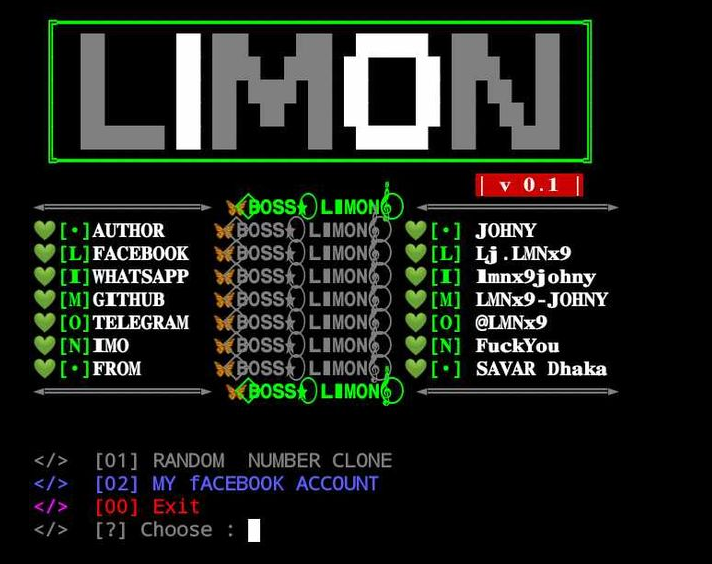 LIMON
| v 0.1 |
BOSS★ LIMON
[•]AUTHOR BOSS★ LIMON [•] JOHNY
[L]FACEBOOK BOSS★ LIMON [L] Lj.LMNx9
[I]WHATSAPP BOSS★ LIMON [I] lmnx9johny
[M]GITHUB BOSS★ LIMON [M] LMNx9-JOHNY
[O]TELEGRAM BOSS★ LIMON [O] @LMNx9
[N]IMO BOSS★ LIMON [N] FuckYou
[•]FROM BOSS★ LIMON [•] SAVAR Dhaka
BOSS★ LIMON
</> [01] RANDOM  NUMBER CLONE
</> [02] MY fACEBOOK ACCOUNT
</> [00] Exit
</> [?] Choose :